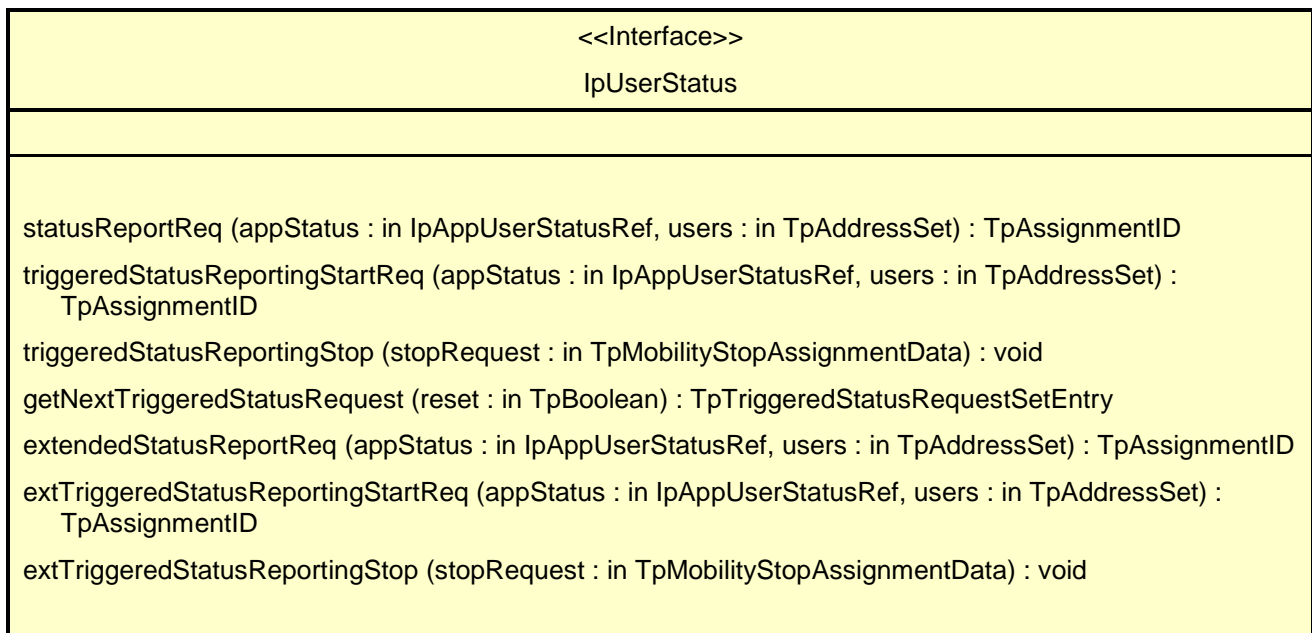 <<Interface>>
IpUserStatus
statusReportReq (appStatus : in IpAppUserStatusRef, users : in TpAddressSet) : TpAssignmentID
triggeredStatusReportingStartReq (appStatus : in IpAppUserStatusRef, users : in TpAddressSet) :
TpAssignmentID
triggeredStatusReportingStop (stopRequest : in TpMobilityStopAssignmentData) : void
getNextTriggeredStatusRequest (reset : in TpBoolean) : TpTriggeredStatusRequestSetEntry
extendedStatusReportReq (appStatus : in IpAppUserStatusRef, users : in TpAddressSet) : TpAssignmentID
extTriggeredStatusReportingStartReq (appStatus : in IpAppUserStatusRef, users : in TpAddressSet) :
TpAssignmentID
extTriggeredStatusReportingStop (stopRequest : in TpMobilityStopAssignmentData) : void